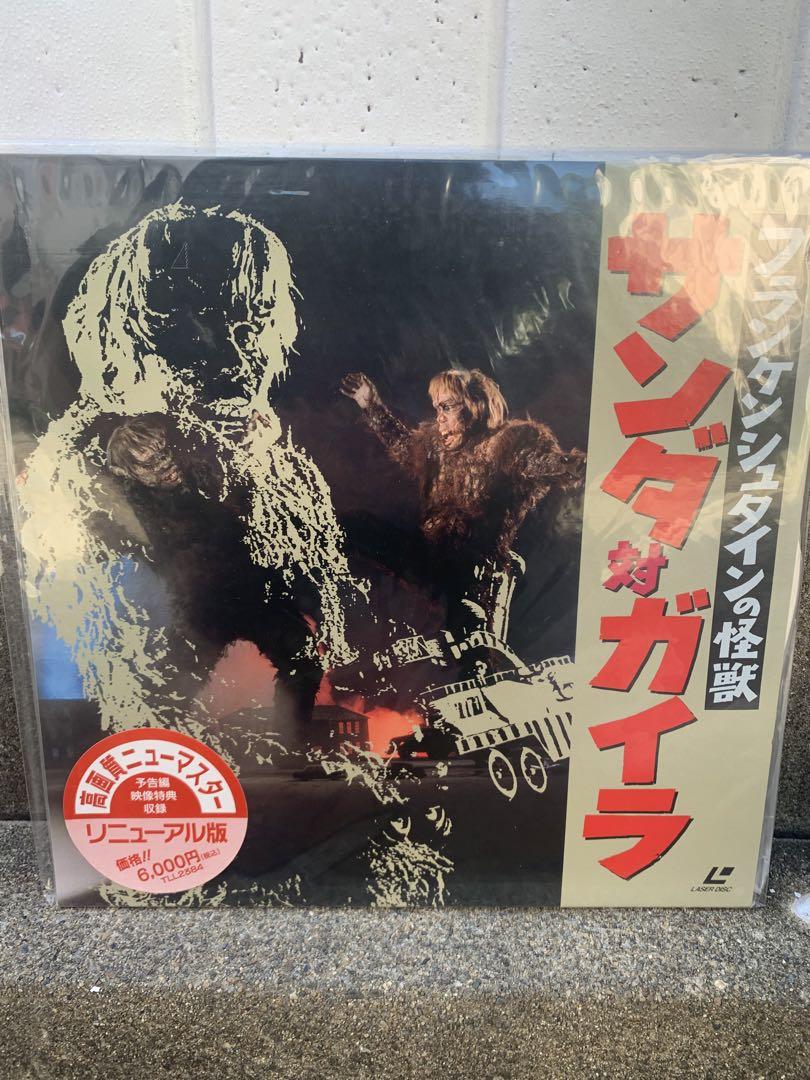 フランケンシュタインの怪獣
サンダ対ガイラ
高画質ニューマスター
予告編
映像特典
収録
リニューアル版
価格!! 6,000円(税込)
TLL2384
LASER DISC